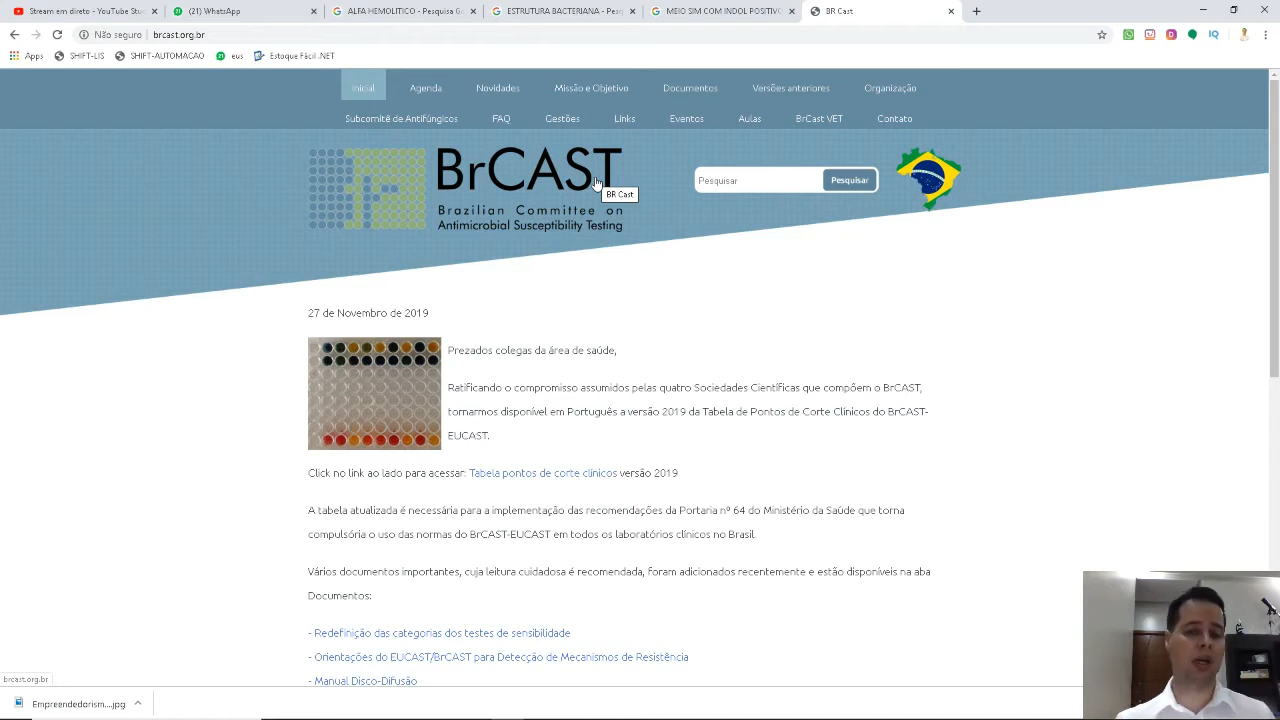 Stream em direto - YouTube Stu
(21) WhatsApp
ALFA HEMOLITICO - Pesquisa G
ESTRUTURA BACTERIANA - Pesq
MEIO SIM COM INDOL POSITIVO
BR Cast
Não seguro | brcast.org.br
Apps
SHIFT-LIS
SHIFT-AUTOMACAO
eus
Estoque Fácil .NET
Inicial
Agenda
Novidades
Missão e Objetivo
Documentos
Versões anteriores
Organização
Subcomitê de Antifúngicos
FAQ
Gestões
Links
Eventos
Aulas
BrCast VET
Contato
BrCAST
BR Cast
Brazilian Committee on
Antimicrobial Susceptibility Testing
Pesquisar
Pesquisar
27 de Novembro de 2019
Prezados colegas da área de saúde,
Ratificando o compromisso assumidos pelas quatro Sociedades Científicas que compõem o BrCAST,
tornarmos disponível em Português a versão 2019 da Tabela de Pontos de Corte Clínicos do BrCAST-
EUCAST.
Click no link ao lado para acessar: Tabela pontos de corte clínicos versão 2019
A tabela atualizada é necessária para a implementação das recomendações da Portaria nº 64 do Ministério da Saúde que torna
compulsória o uso das normas do BrCAST-EUCAST em todos os laboratórios clínicos no Brasil.
Vários documentos importantes, cuja leitura cuidadosa é recomendada, foram adicionados recentemente e estão disponíveis na aba
Documentos:
- Redefinição das categorias dos testes de sensibilidade
- Orientações do EUCAST/BrCAST para Detecção de Mecanismos de Resistência
- Manual Disco-Difusão
brcast.org.br
Empreendedorism....jpg